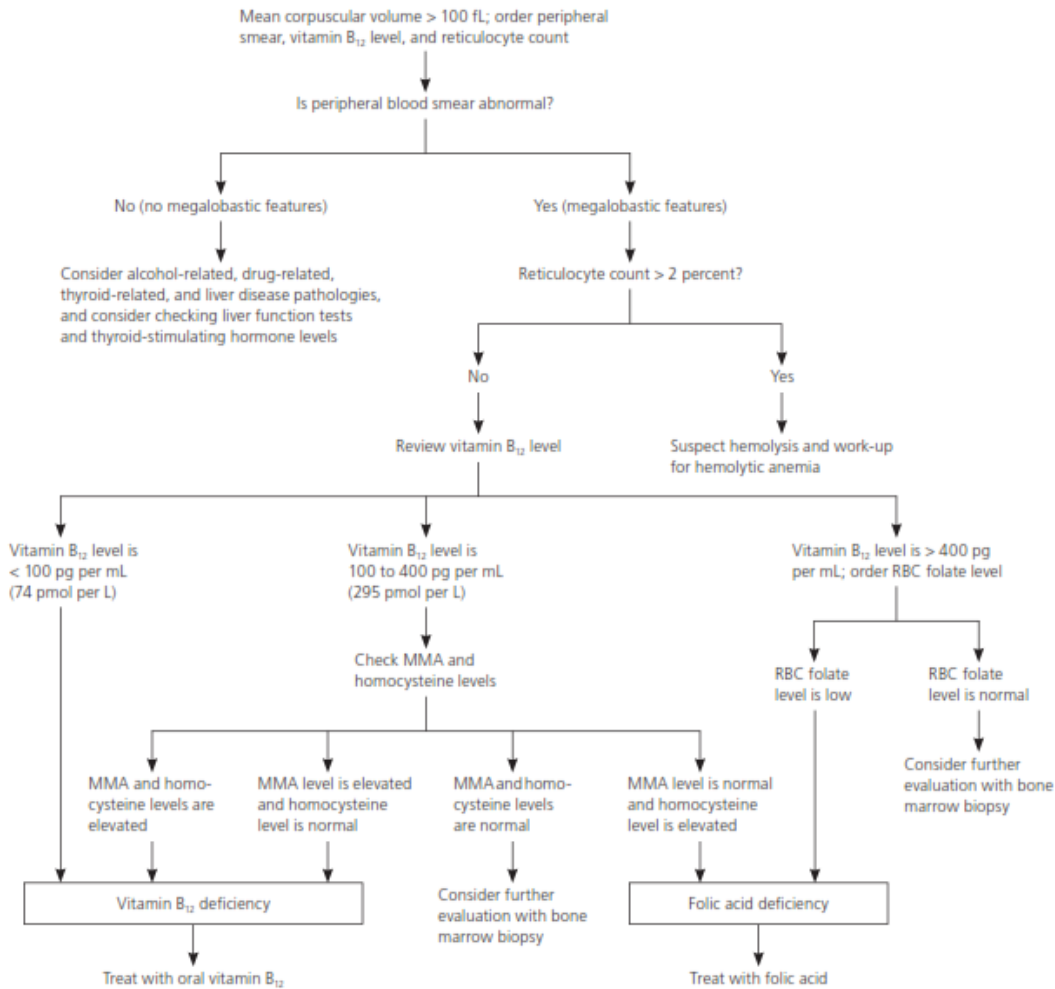 Mean corpuscular volume > 100 fL; order peripheral
smear, vitamin B₁₂ level, and reticulocyte count
Is peripheral blood smear abnormal?
No (no megalobastic features)
Yes (megalobastic features)
Consider alcohol-related, drug-related,
thyroid-related, and liver disease pathologies,
and consider checking liver function tests
and thyroid-stimulating hormone levels
Reticulocyte count > 2 percent?
No
Yes
Review vitamin B₁₂ level
Suspect hemolysis and work-up
for hemolytic anemia
Vitamin B₁₂ level is
< 100 pg per mL
(74 pmol per L)
Vitamin B₁₂ level is
100 to 400 pg per mL
(295 pmol per L)
Vitamin B₁₂ level is > 400 pg
per mL; order RBC folate level
Check MMA and
homocysteine levels
RBC folate
level is low
RBC folate
level is normal
MMA and homo-
cysteine levels are
elevated
MMA level is elevated
and homocysteine
level is normal
MMA and homo-
cysteine levels
are normal
MMA level is normal
and homocysteine
level is elevated
Consider further
evaluation with bone
marrow biopsy
Vitamin B₁₂ deficiency
Consider further
evaluation with bone
marrow biopsy
Folic acid deficiency
Treat with oral vitamin B₁₂
Treat with folic acid